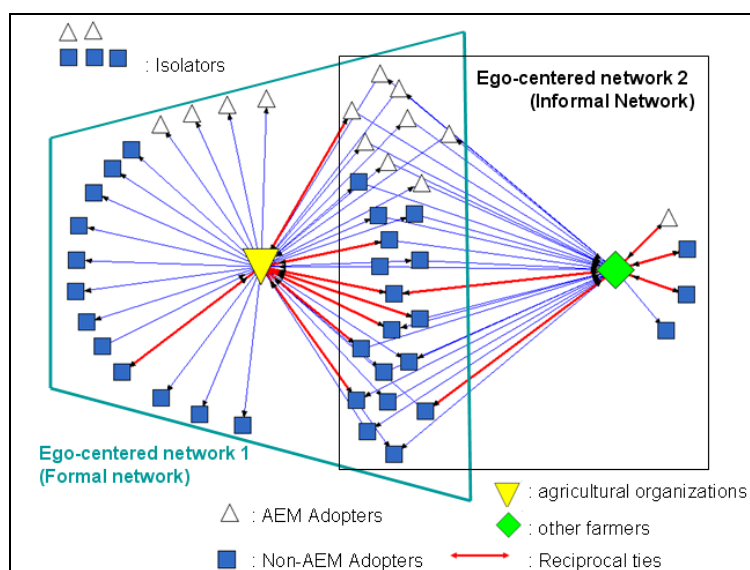 : Isolators
Ego-centered network 2
(Informal Network)
Ego-centered network 1
(Formal network)
: agricultural organizations
: AEM Adopters
: other farmers
: Non-AEM Adopters
: Reciprocal ties